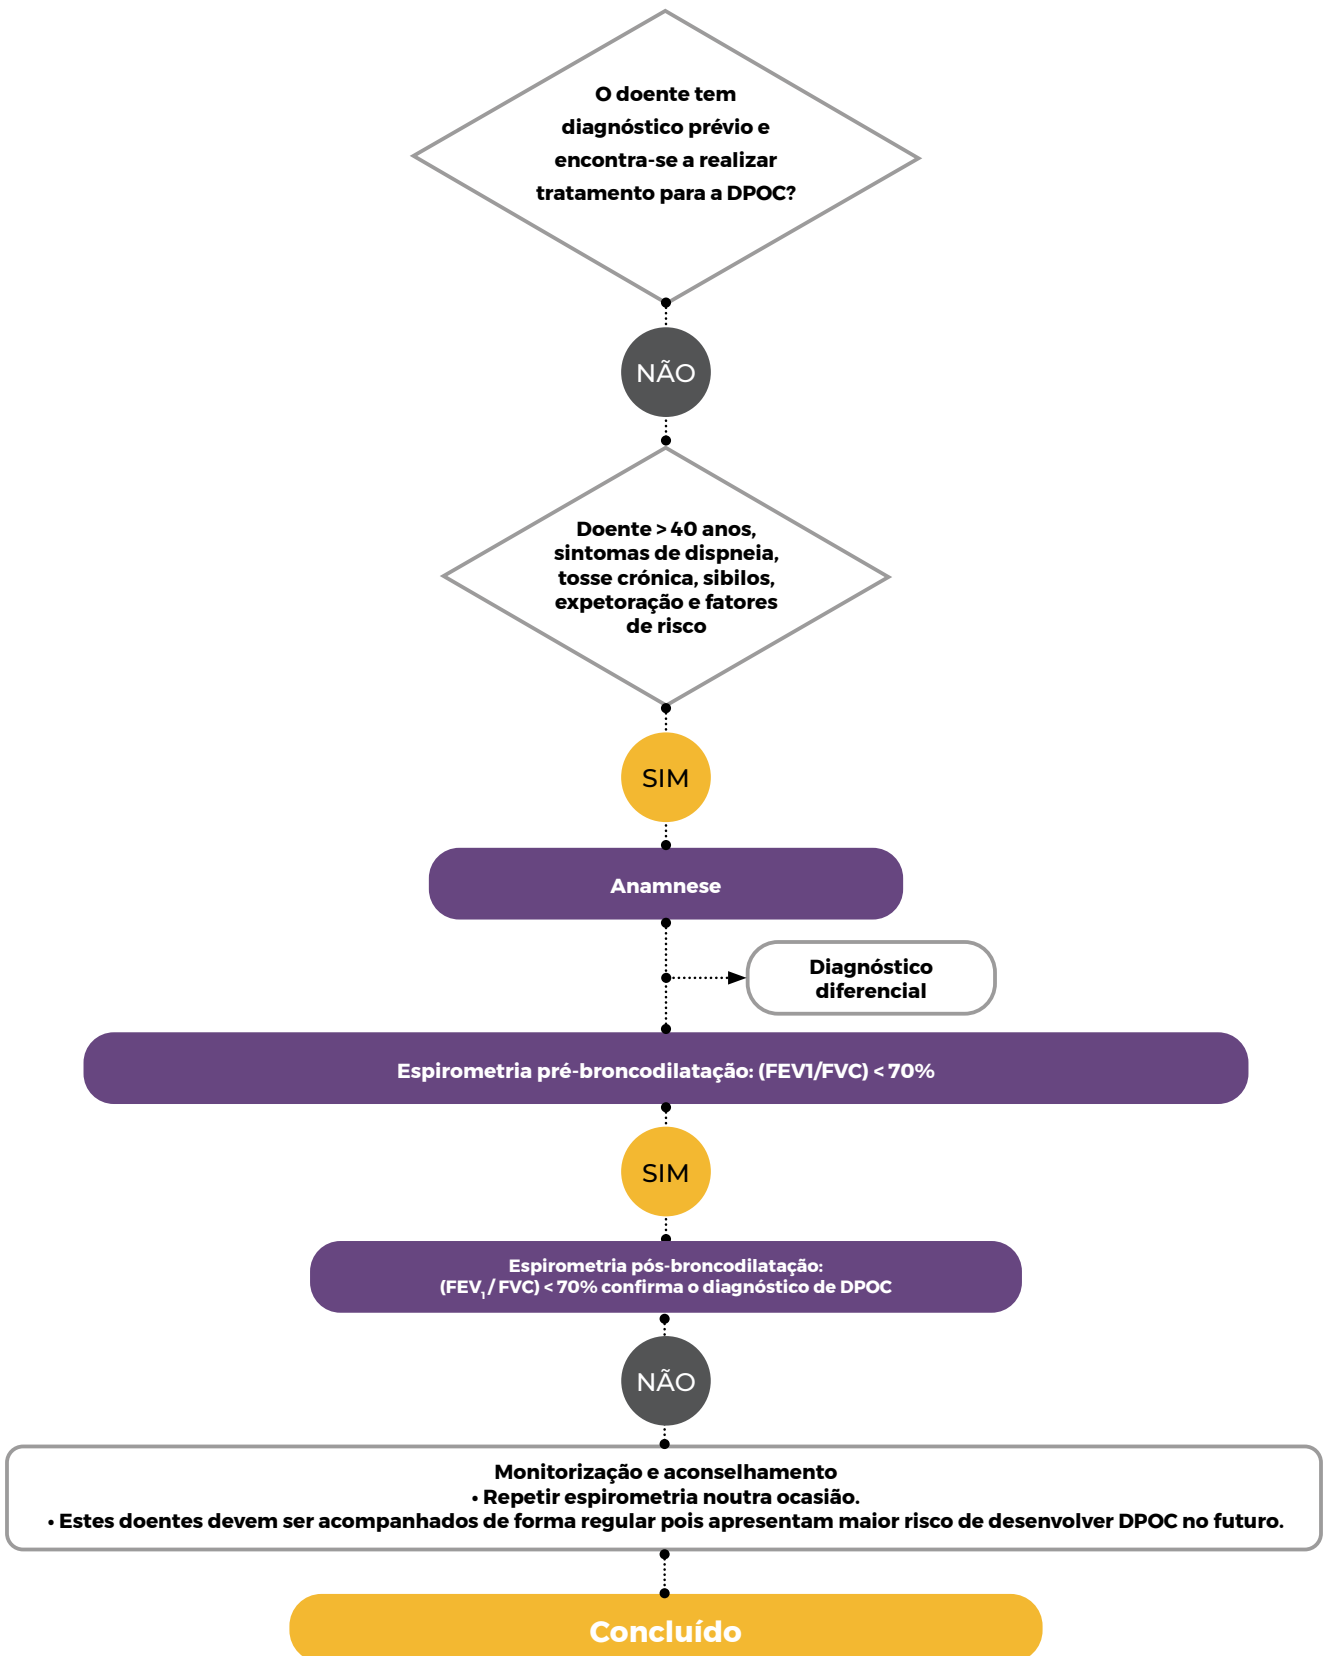 O doente tem
diagnóstico prévio e
encontra-se a realizar
tratamento para a DPOC?
NÃO
Doente > 40 anos,
sintomas de dispneia,
tosse crónica, sibilos,
expetoração e fatores
de risco
SIM
Anamnese
Diagnóstico
diferencial
Espirometria pré-broncodilatação: (FEV1/FVC) < 70%
SIM
Espirometria pós-broncodilatação:
(FEV₁ / FVC) < 70% confirma o diagnóstico de DPOC
NÃO
Monitorização e aconselhamento
• Repetir espirometria noutra ocasião.
• Estes doentes devem ser acompanhados de forma regular pois apresentam maior risco de desenvolver DPOC no futuro.
Concluído